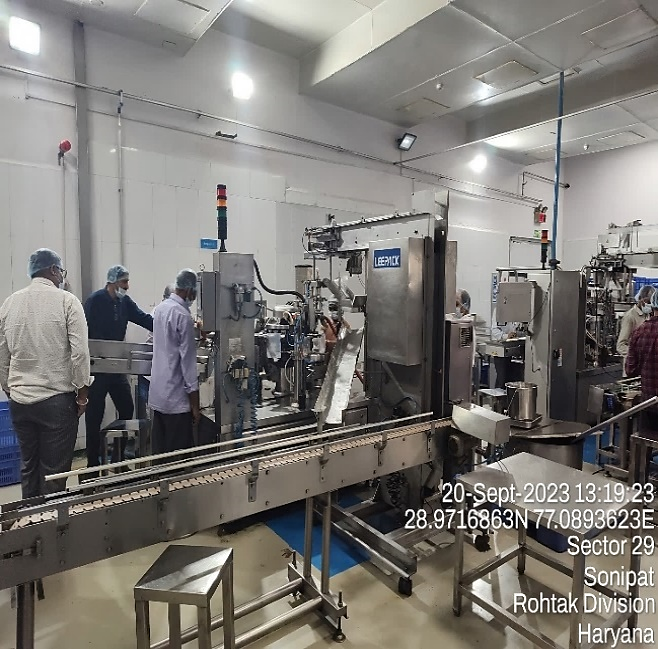 LEEPACK
20-Sept-2023 13:19:23
28.9716863N 77.0893623E
Sector 29
Sonipat
Rohtak Division
Haryana